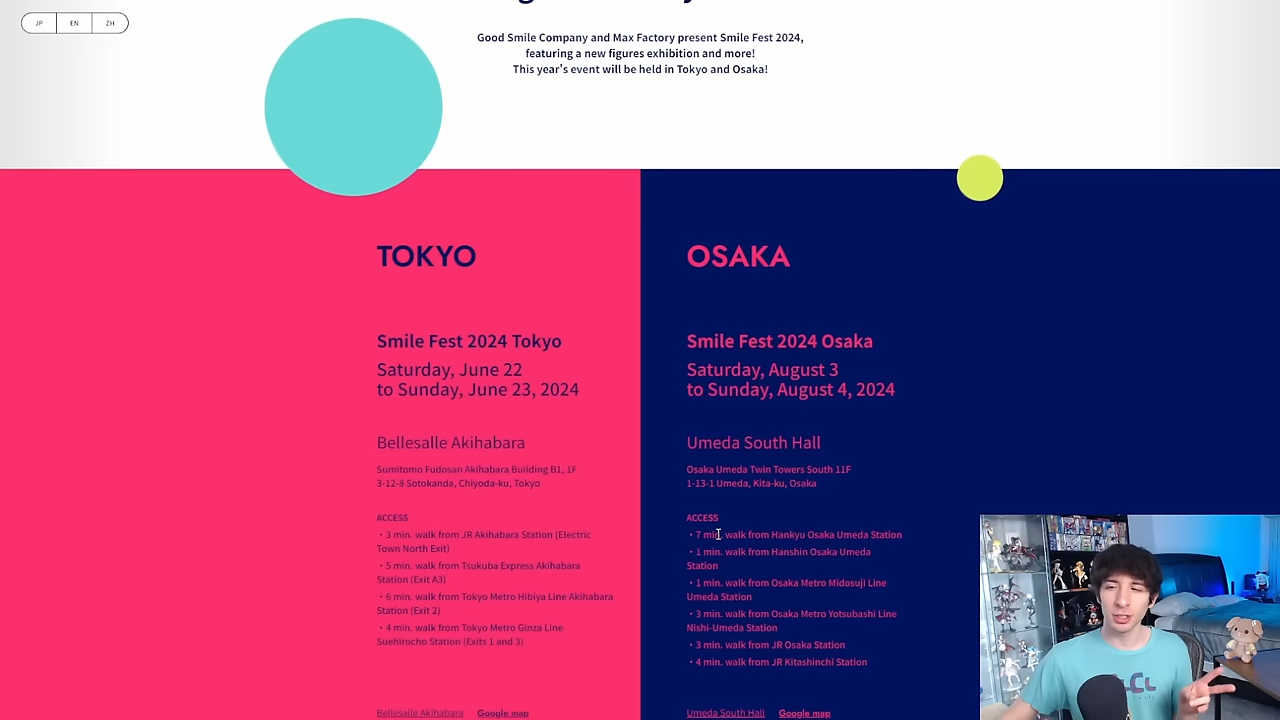 JP EN ZH
Good Smile Company and Max Factory present Smile Fest 2024,
featuring a new figures exhibition and more!
This year's event will be held in Tokyo and Osaka!
TOKYO
Smile Fest 2024 Tokyo
Saturday, June 22
to Sunday, June 23, 2024
Bellesalle Akihabara
Sumitomo Fudosan Akihabara Building B1, 1F
3-12-8 Sotokanda, Chiyoda-ku, Tokyo
ACCESS
・3 min. walk from JR Akihabara Station (Electric
Town North Exit)
・5 min. walk from Tsukuba Express Akihabara
Station (Exit A3)
・6 min. walk from Tokyo Metro Hibiya Line Akihabara
Station (Exit 2)
・4 min. walk from Tokyo Metro Ginza Line
Suehirocho Station (Exits 1 and 3)
Bellesalle Akihabara Google map
OSAKA
Smile Fest 2024 Osaka
Saturday, August 3
to Sunday, August 4, 2024
Umeda South Hall
Osaka Umeda Twin Towers South 11F
1-13-1 Umeda, Kita-ku, Osaka
ACCESS
・7 min. walk from Hankyu Osaka Umeda Station
・1 min. walk from Hanshin Osaka Umeda
Station
・1 min. walk from Osaka Metro Midosuji Line
Umeda Station
・3 min. walk from Osaka Metro Yotsubashi Line
Nishi-Umeda Station
・3 min. walk from JR Osaka Station
・4 min. walk from JR Kitashinchi Station
Umeda South Hall Google map